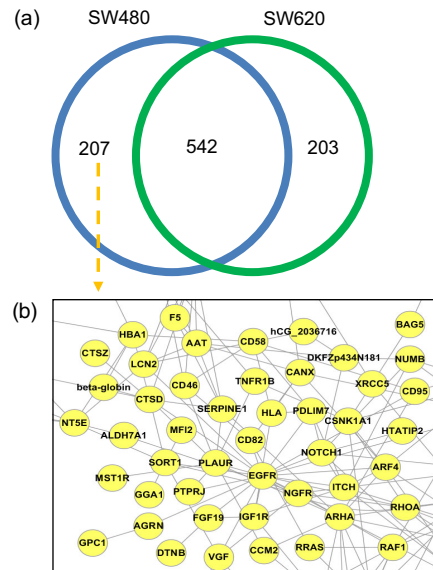 (a)
SW480
SW620
207
542
203
(b)
F5
HBA1
AAT
CD58
hCG_2036716
BAG5
CTSZ
LCN2
DKFZp434N181
NUMB
beta-globin
CD46
TNFR1B
CANX
XRCC5
CD95
CTSD
SERPINE1
HLA
PDLIM7
CSNK1A1
NT5E
ALDH7A1
MFI2
CD82
HTATIP2
NOTCH1
SORT1
PLAUR
EGFR
ARF4
MST1R
GGA1
PTPRJ
NGFR
ITCH
RHOA
AGRN
FGF19
IGF1R
ARHA
GPC1
DTNB
VGF
CCM2
RRAS
RAF1